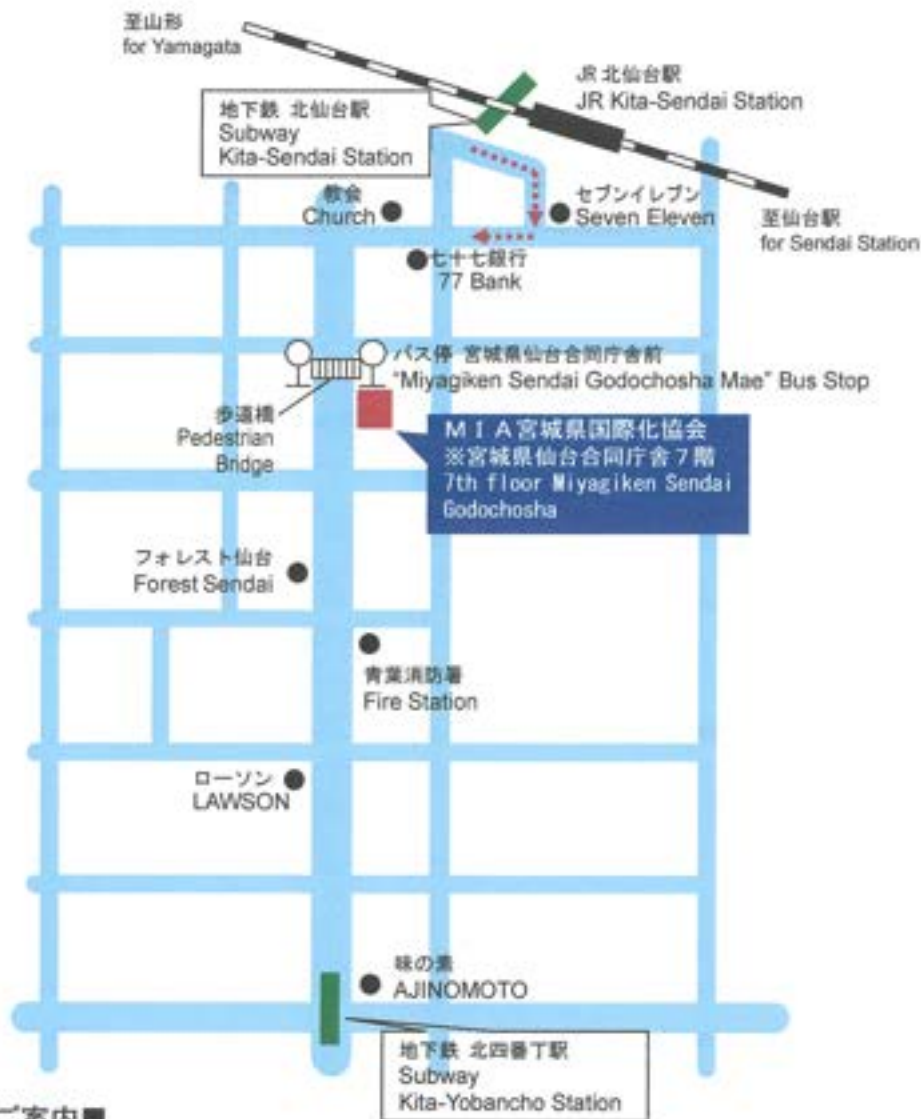 至山形
for Yamagata
JR 北仙台駅
JR Kita-Sendai Station
地下鉄 北仙台駅
Subway
Kita-Sendai Station
教会
Church
セブンイレブン
Seven Eleven
至仙台駅
for Sendai Station
七十七銀行
77 Bank
バス停 宮城県仙台合同庁舎前
"Miyagiken Sendai Godochosha Mae" Bus Stop
歩道橋
Pedestrian
Bridge
MIA宮城県国際化協会
※宮城県仙台合同庁舎7階
7th floor Miyagiken Sendai
Godochosha
フォレスト仙台
Forest Sendai
青葉消防署
Fire Station
ローソン
LAWSON
味の素
AJINOMOTO
地下鉄 北四番丁駅
Subway
Kita-Yobancho Station
ご案内■